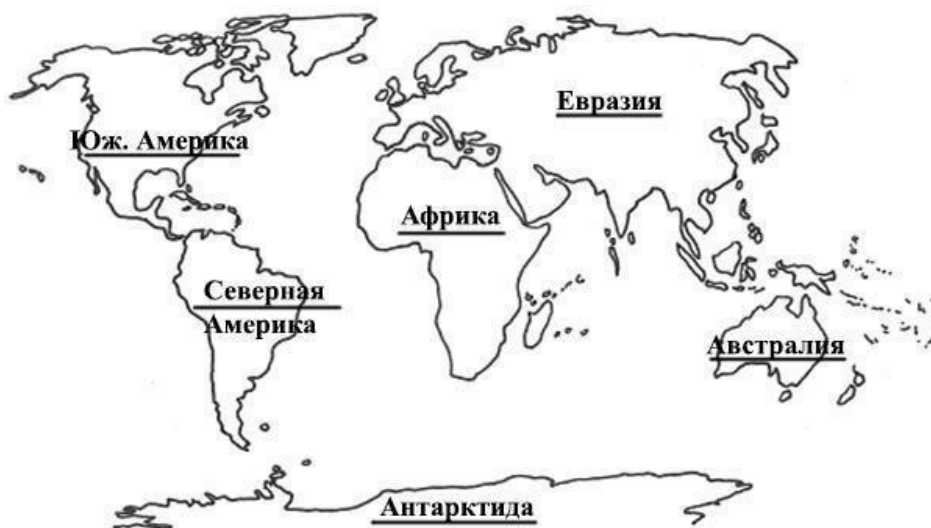 Евразия
Юж. Америка
Африка
Северная
Америка
Австралия
Антарктида